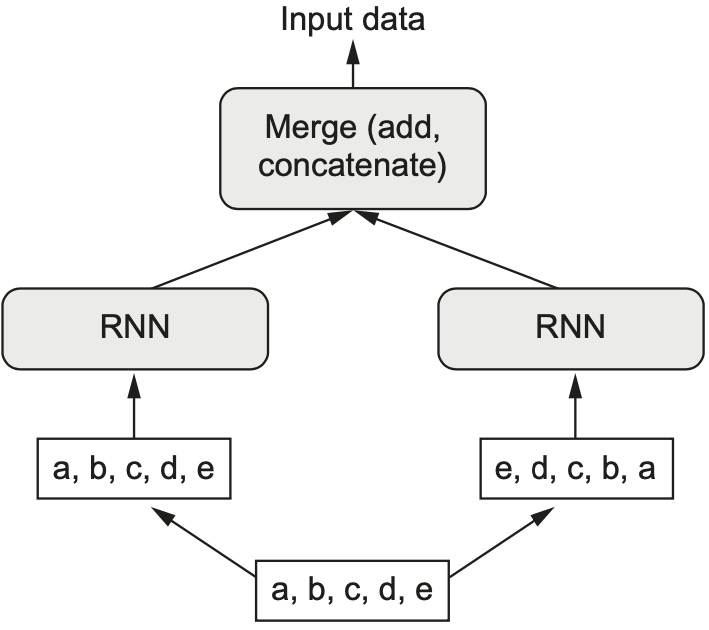 Input data
Merge (add,
concatenate)
RNN
RNN
a, b, c, d, e
e, d, c, b, a
a, b, c, d, e